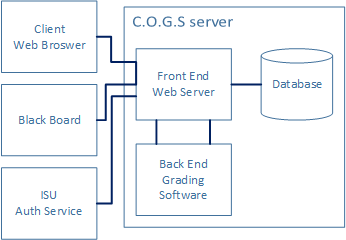 C.O.G.S server
Client
Web Broswer
Front End
Web Server
Database
Black Board
Back End
Grading
Software
ISU
Auth Service